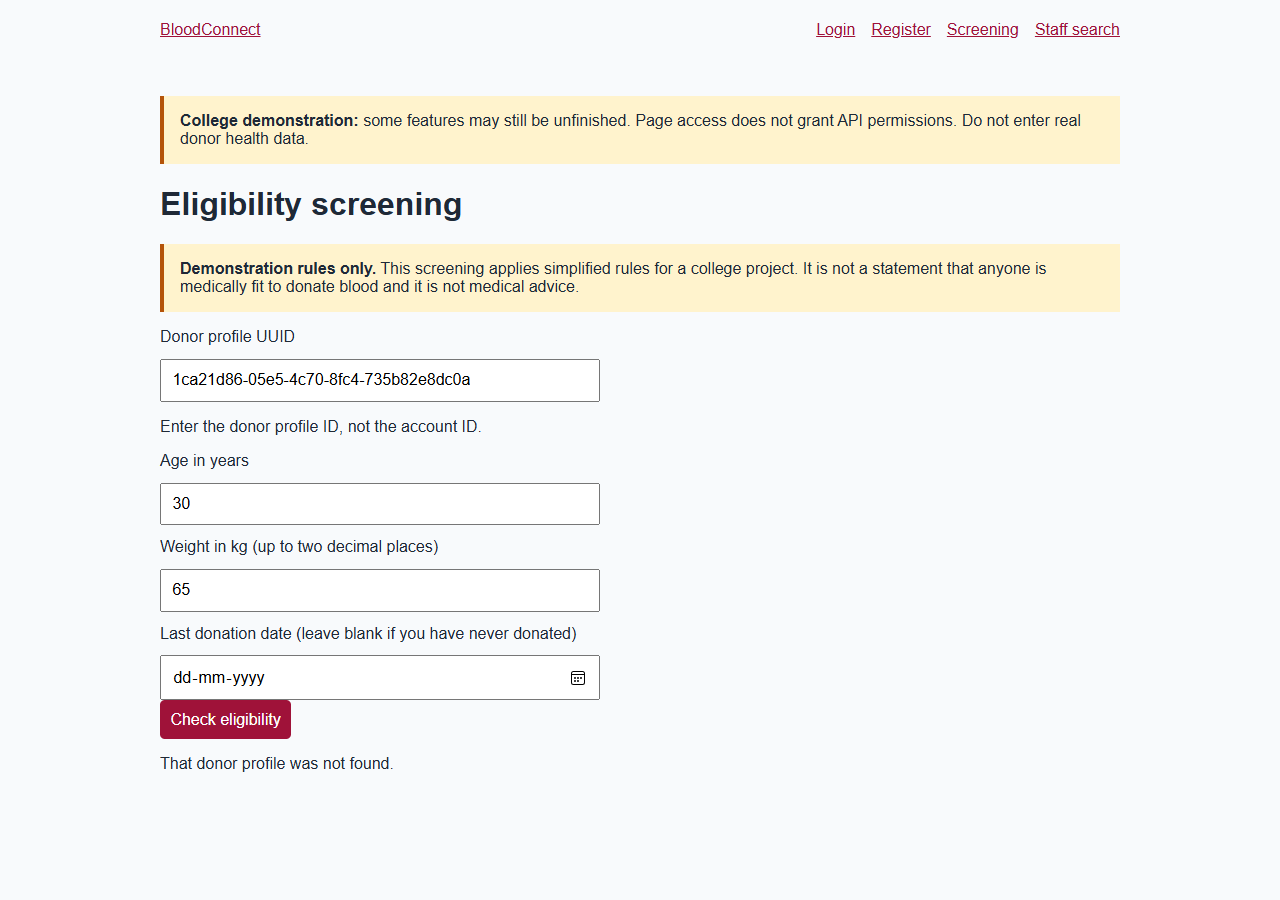 BloodConnect
Login Register Screening Staff search
College demonstration: some features may still be unfinished. Page access does not grant API permissions. Do not enter real
donor health data.
Eligibility screening
Demonstration rules only. This screening applies simplified rules for a college project. It is not a statement that anyone is
medically fit to donate blood and it is not medical advice.
Donor profile UUID
1ca21d86-05e5-4c70-8fc4-735b82e8dc0a
Enter the donor profile ID, not the account ID.
Age in years
30
Weight in kg (up to two decimal places)
65
Last donation date (leave blank if you have never donated)
dd-mm-yyyy
Check eligibility
That donor profile was not found.